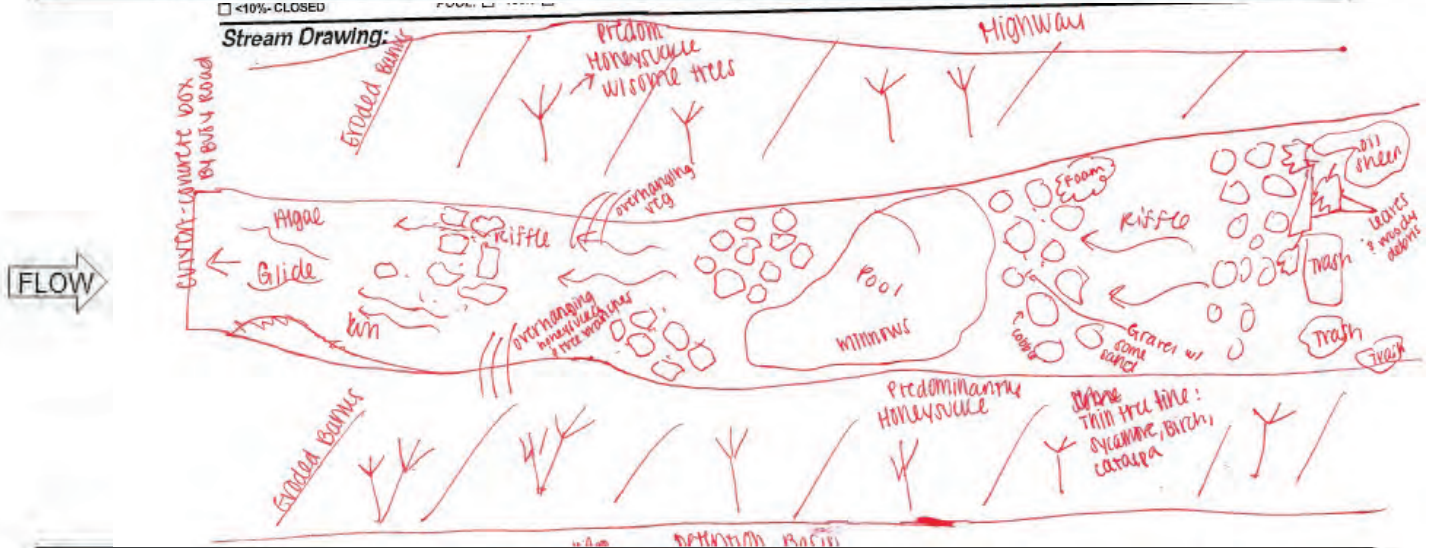 <10%- CLOSED
Stream Drawing:
Highway
Predom
Honeysuckle
w/some trees
Eroded Banks
culvert-concrete box
by Busy Road
FLOW
Algae
Glide
Run
Riffle
overhanging
veg
overhanging
honeysuckle
& tree branches
Pool
minnows
Foam
Riffle
cobble
Gravel w/
some
sand
oil
sheen
leaves
& woody
debris
Trash
Trash
Trash
Eroded Banks
Predominantly
Honeysuckle
Thin tree line:
sycamore, Birch,
catalpa
Detention Basin